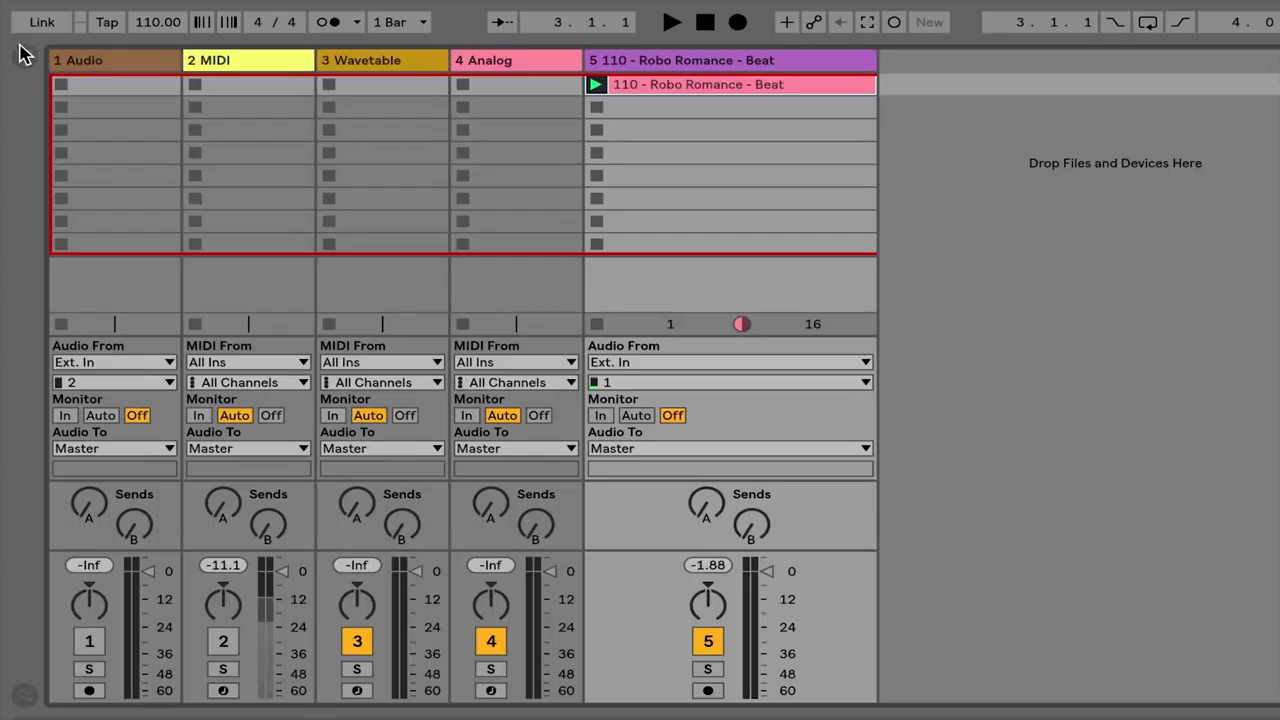 Link Tap 110.00 4 / 4 1 Bar 3. 1. 1 New 3. 1. 1 4. 0
1 Audio 2 MIDI 3 Wavetable 4 Analog 5 110 - Robo Romance - Beat
110 - Robo Romance - Beat
Drop Files and Devices Here
1 16
Audio From MIDI From MIDI From MIDI From Audio From
Ext. In All Ins All Ins All Ins Ext. In
2 All Channels All Channels All Channels 1
Monitor Monitor Monitor Monitor Monitor
In Auto Off In Auto Off In Auto Off In Auto Off In Auto Off
Audio To Audio To Audio To Audio To Audio To
Master Master Master Master Master
Sends Sends Sends Sends Sends
A A A A A
B B B B B
-Inf 0 -11.1 0 -Inf 0 -Inf 0 -1.88 0
12 12 12 12 12
24 24 24 24 24
1 2 3 4 5
36 36 36 36 36
S 48 S 48 S 48 S 48 S 48
60 60 60 60 60